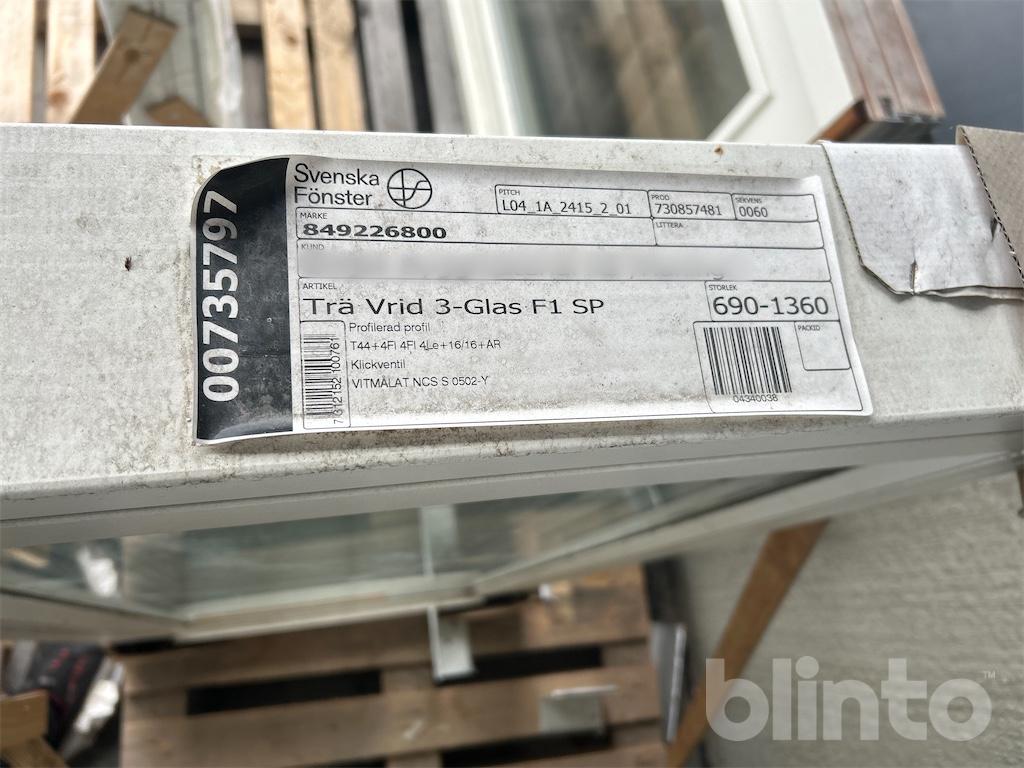 00735797
Svenska
Fönster
PITCH
L04_1A_2415_2_01
PROD
730857481
SEKVENS
0060
MÄRKE
849226800
LITTERA
KUND
ARTIKEL
Trä Vrid 3-Glas F1 SP
STORLEK
690-1360
Profilerad profil
T44+4Fl 4Fl 4Le+16/16+AR
Klickventil
VITMÅLAT NCS S 0502-Y
PACKID
04340038
blinto™